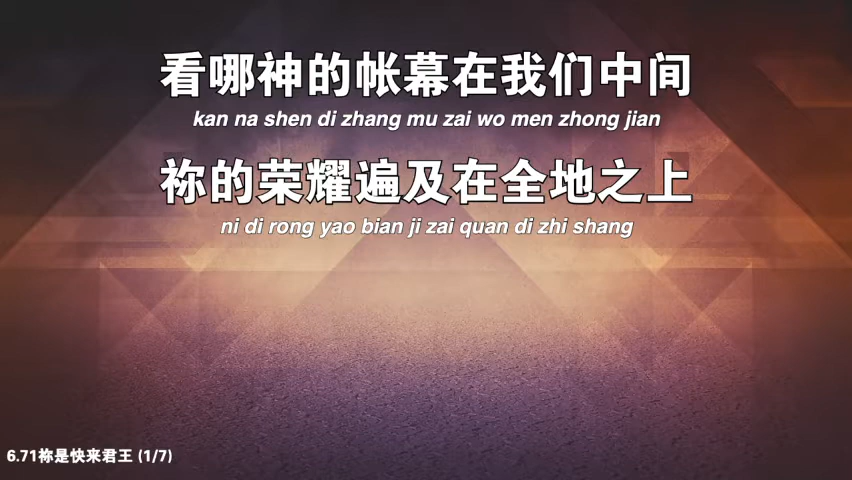 看哪神的帐幕在我们中间
kan na shen di zhang mu zai wo men zhong jian
祢的荣耀遍及在全地之上
ni di rong yao bian ji zai quan di zhi shang
6.71祢是快来君王 (1/7)